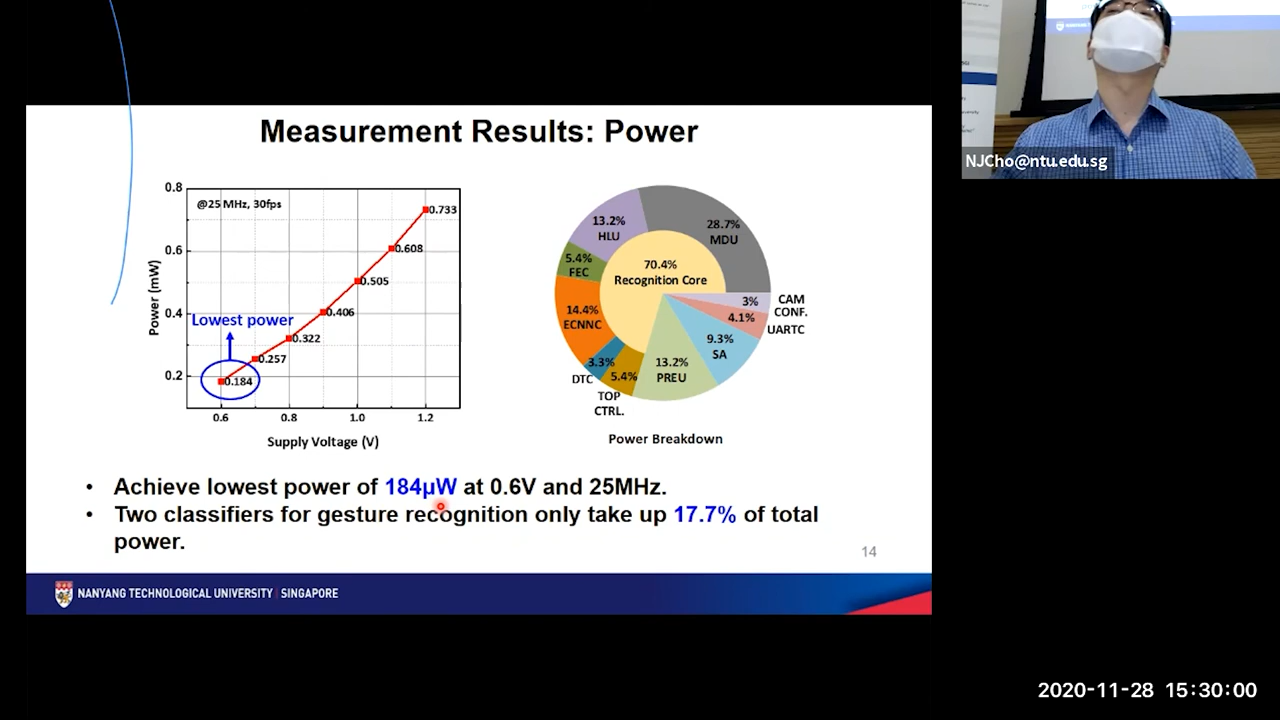 Measurement Results: Power
0.8
0.6
0.4
0.2
Power (mW)
@25 MHz, 30fps
0.733
0.608
0.505
0.406
0.322
0.257
0.184
Lowest power
0.6
0.8
1.0
1.2
Supply Voltage (V)
28.7%
MDU
13.2%
HLU
5.4%
FEC
70.4%
Recognition Core
14.4%
ECNNC
3.3%
DTC
5.4%
TOP
CTRL.
13.2%
PREU
9.3%
SA
4.1%
UARTC
3%
CAM
CONF.
Power Breakdown
• Achieve lowest power of 184µW at 0.6V and 25MHz.
• Two classifiers for gesture recognition only take up 17.7% of total
power.
14
NANYANG TECHNOLOGICAL UNIVERSITY SINGAPORE
NJCho@ntu.edu.sg
2020-11-28 15:30:00